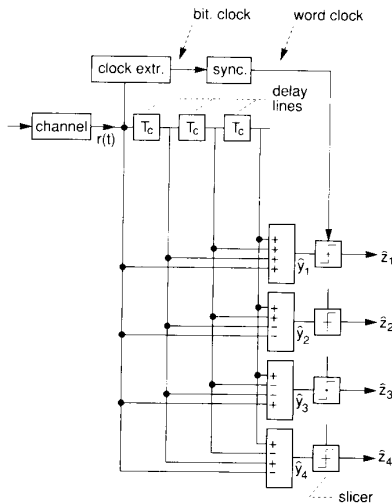 bit. clock word clock
clock extr. sync.
delay
lines
channel r(t) T_c T_c T_c
+
+
+
+
ŷ_1 ẑ_1
+
+
−
−
ŷ_2 ẑ_2
+
−
−
+
ŷ_3 ẑ_3
+
−
+
−
ŷ_4 ẑ_4
slicer